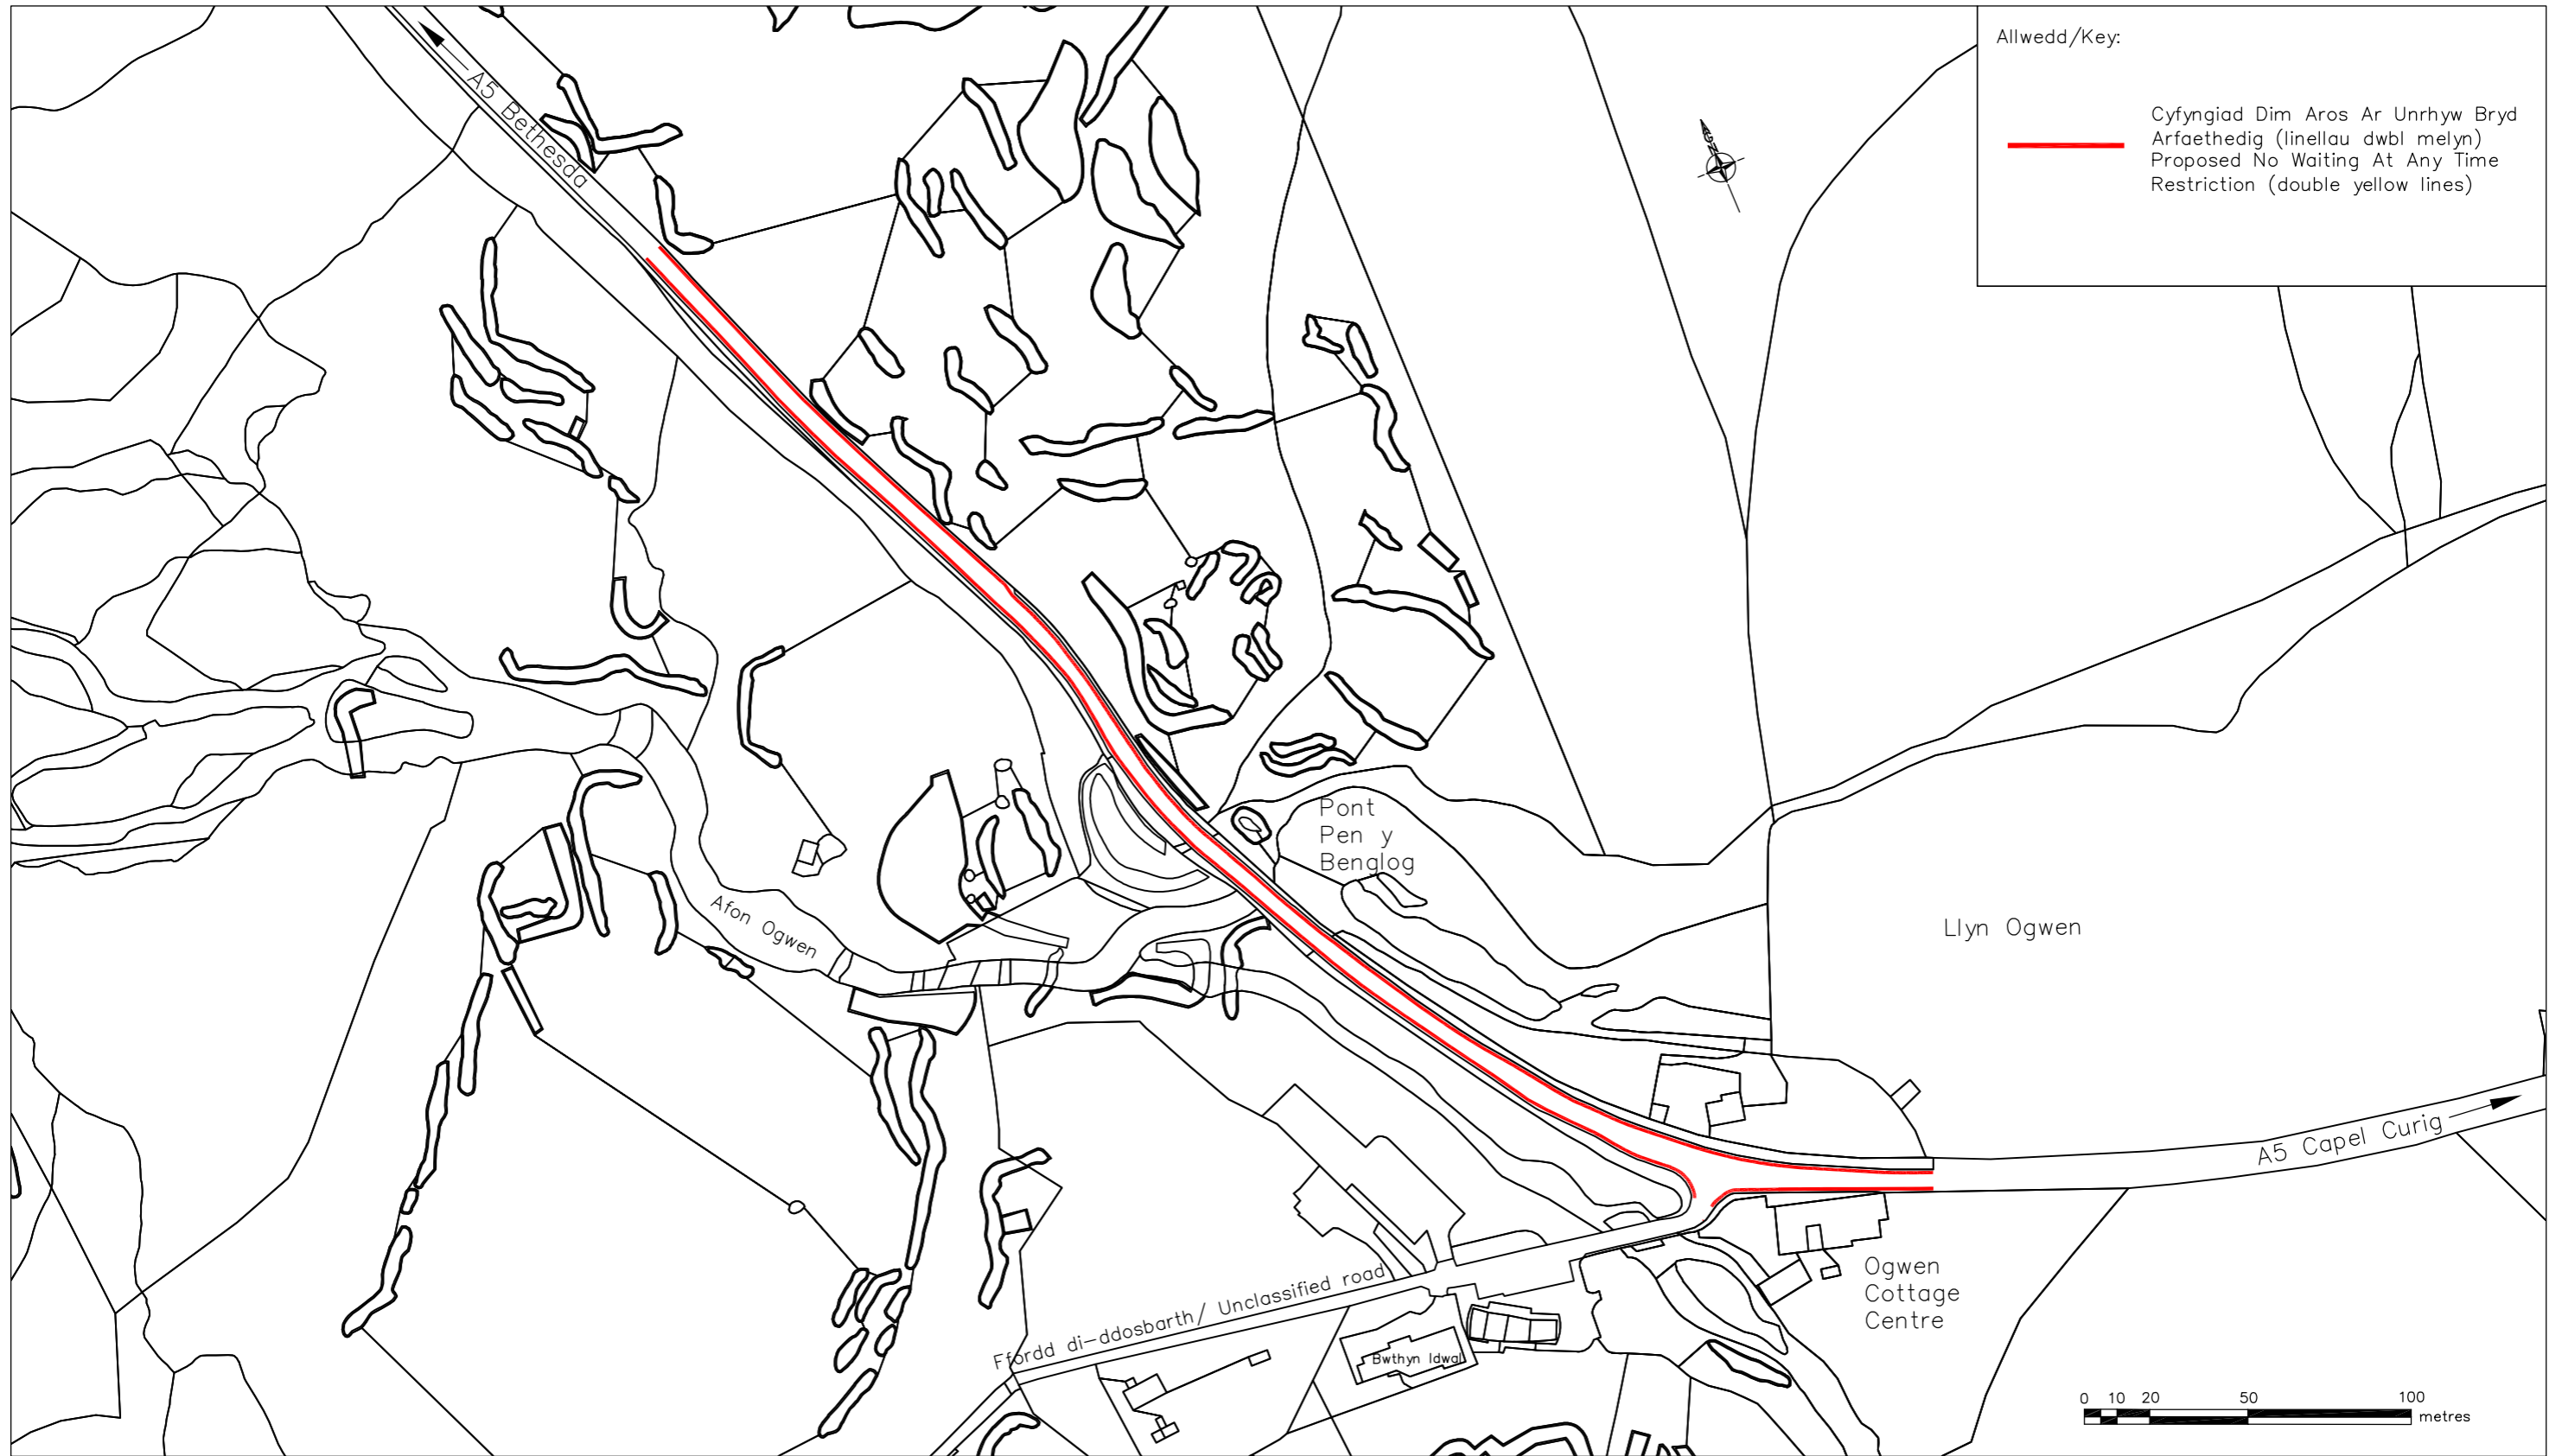 Allwedd/Key:
Cyfyngiad Dim Aros Ar Unrhyw Bryd
Arfaethedig (linellau dwbl melyn)
Proposed No Waiting At Any Time
Restriction (double yellow lines)
A5 Bethesda
N
Pont
Pen y
Benglog
Afon Ogwen
Llyn Ogwen
A5 Capel Curig
Ogwen
Cottage
Centre
Ffordd di-ddosbarth/ Unclassified road
Bwthyn Idwal
0 10 20 50 100
metres